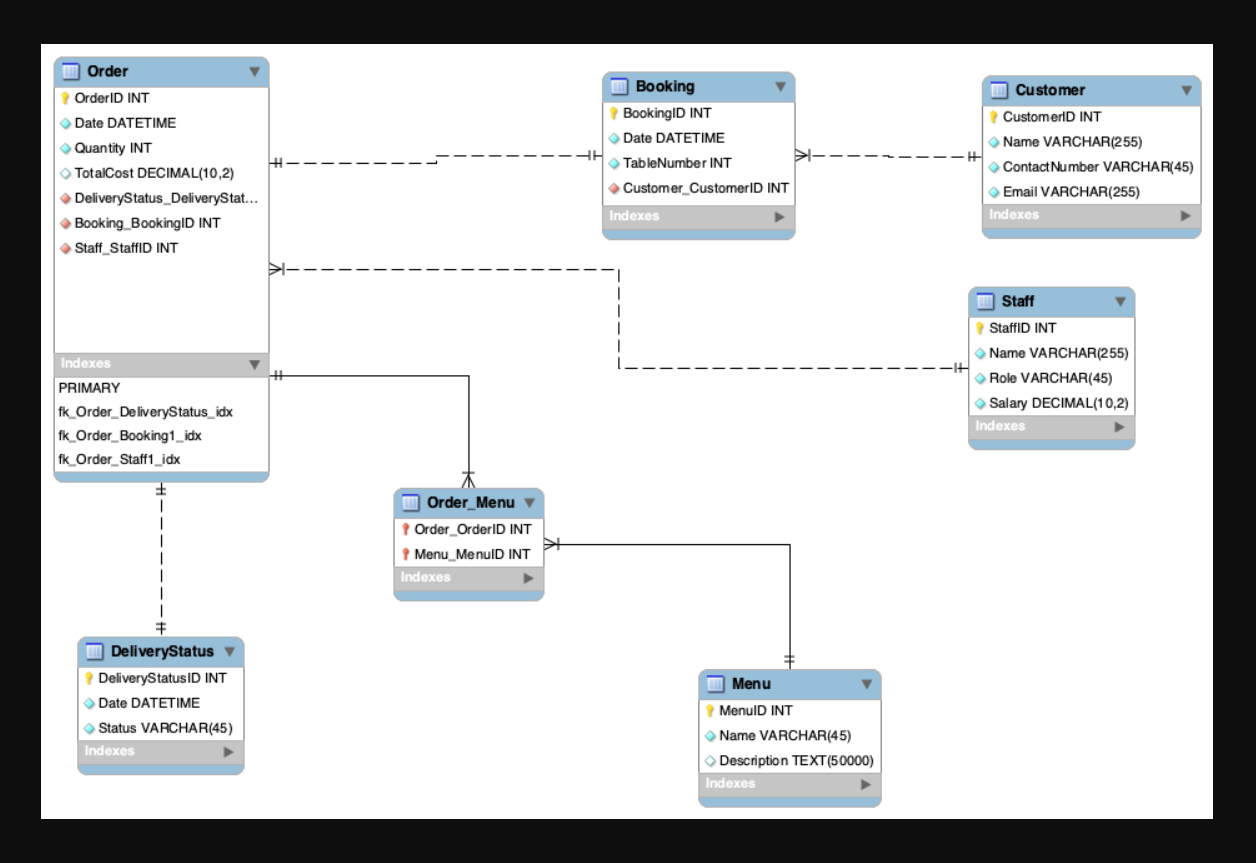 Order
OrderID INT
Date DATETIME
Quantity INT
TotalCost DECIMAL(10,2)
DeliveryStatus_DeliveryStat...
Booking_BookingID INT
Staff_StaffID INT
Indexes
PRIMARY
fk_Order_DeliveryStatus_idx
fk_Order_Booking1_idx
fk_Order_Staff1_idx
Booking
BookingID INT
Date DATETIME
TableNumber INT
Customer_CustomerID INT
Indexes
Customer
CustomerID INT
Name VARCHAR(255)
ContactNumber VARCHAR(45)
Email VARCHAR(255)
Indexes
Staff
StaffID INT
Name VARCHAR(255)
Role VARCHAR(45)
Salary DECIMAL(10,2)
Indexes
Order_Menu
Order_OrderID INT
Menu_MenuID INT
Indexes
DeliveryStatus
DeliveryStatusID INT
Date DATETIME
Status VARCHAR(45)
Indexes
Menu
MenuID INT
Name VARCHAR(45)
Description TEXT(50000)
Indexes